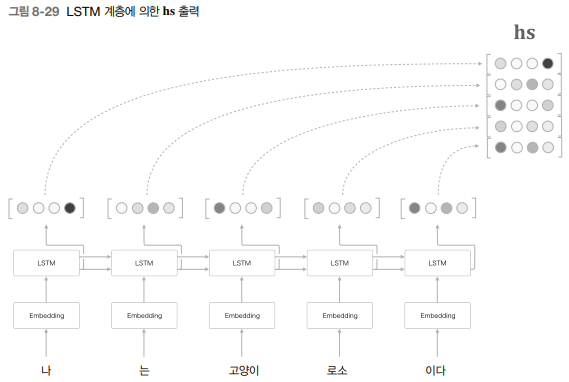 그림 8-29 LSTM 계층에 의한 hs 출력
hs
LSTM LSTM LSTM LSTM LSTM
Embedding Embedding Embedding Embedding Embedding
나 는 고양이 로소 이다